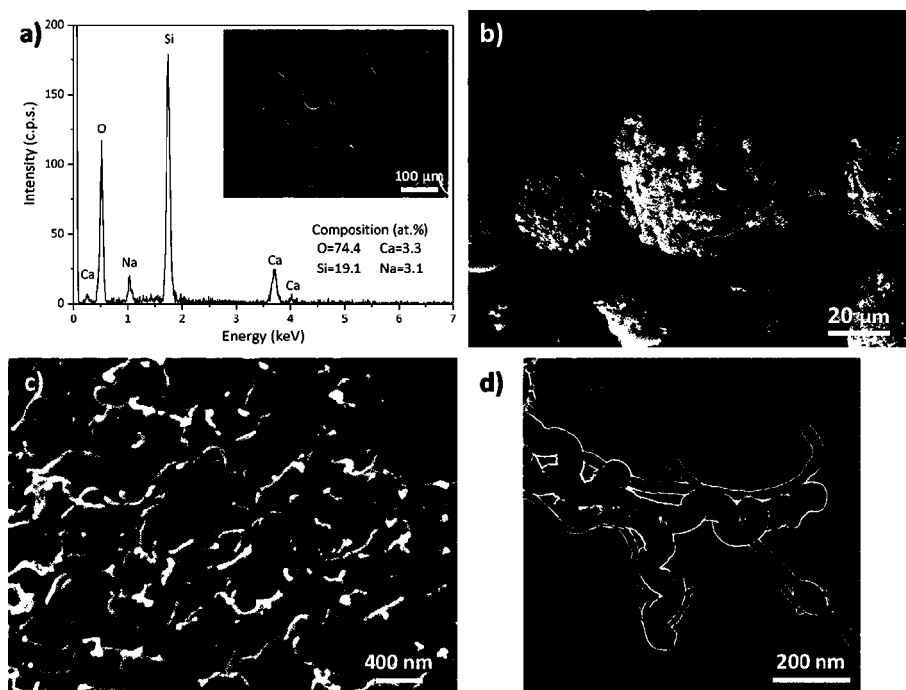 a)
200
150
100
50
0
Intensity (c.p.s.)
Si
O
Ca
Na
Ca
Ca
100 μm
Composition (at.%)
O=74.4 Ca=3.3
Si=19.1 Na=3.1
0 1 2 3 4 5 6 7
Energy (keV)
b)
20 μm
c)
400 nm
d)
200 nm